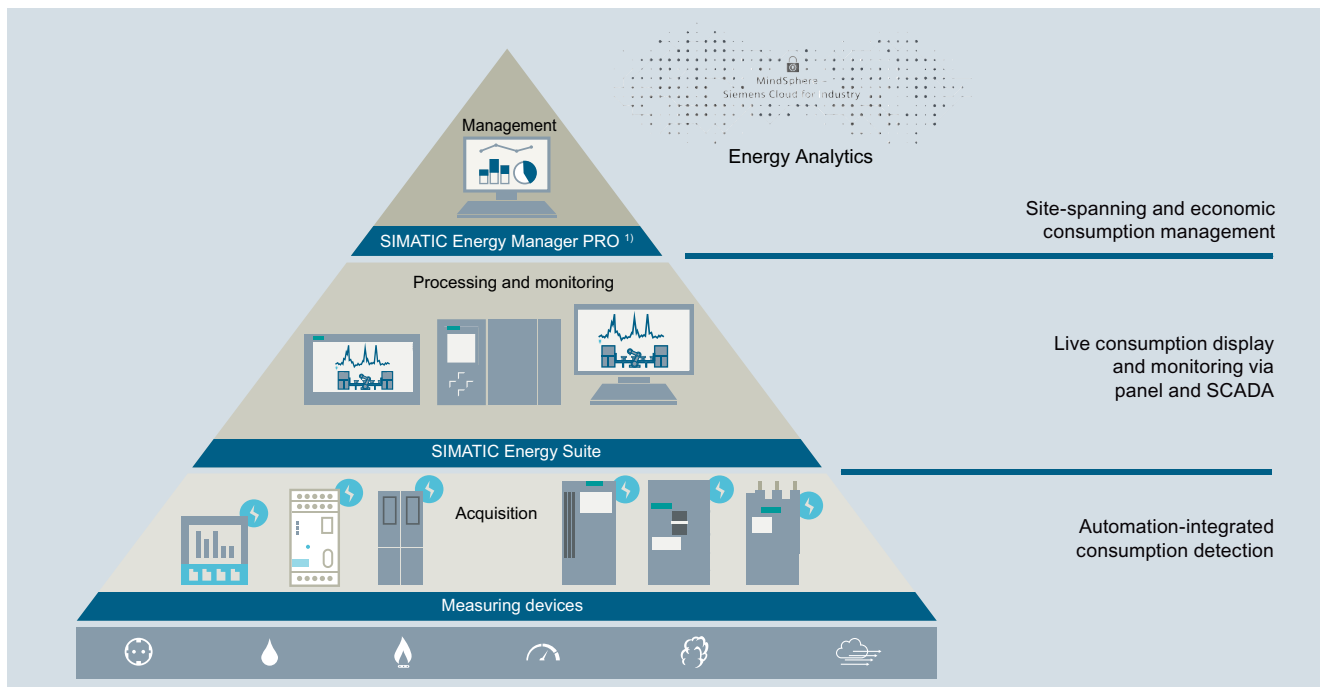 MindSphere –
Siemens Cloud for Industry
Energy Analytics
Management
SIMATIC Energy Manager PRO 1)
Site-spanning and economic
consumption management
Processing and monitoring
Live consumption display
and monitoring via
panel and SCADA
SIMATIC Energy Suite
Acquisition
Automation-integrated
consumption detection
Measuring devices